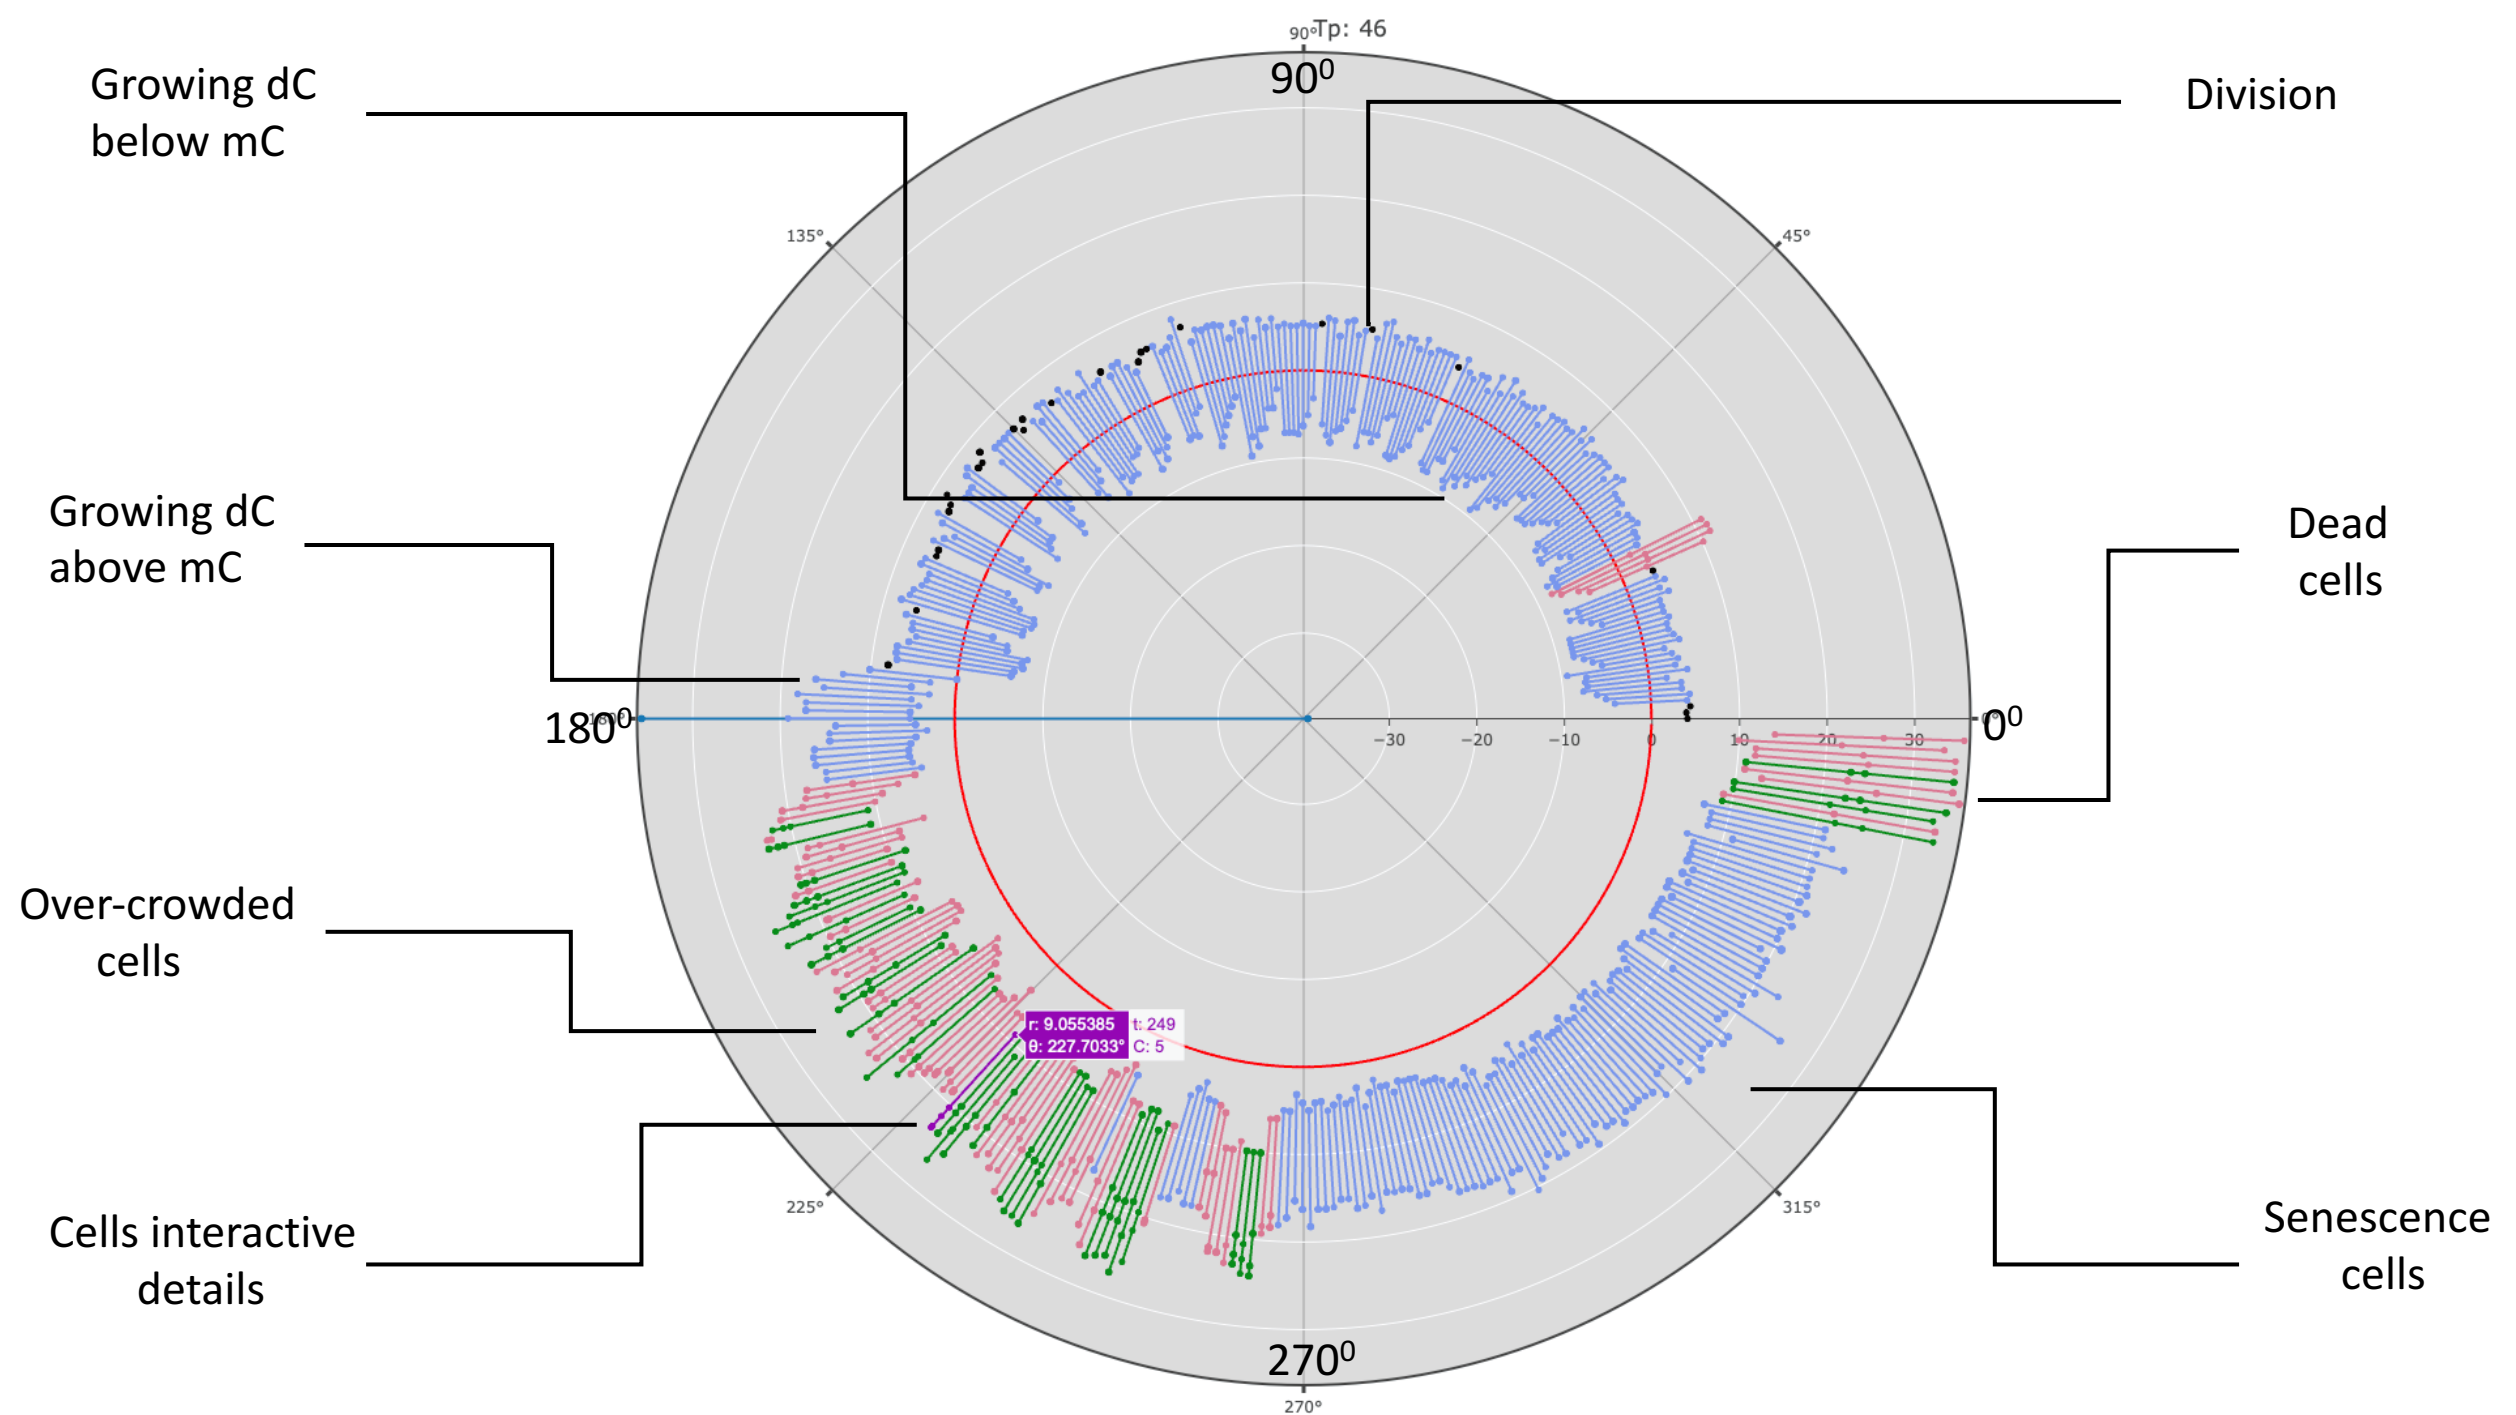 90°Tp: 46
90⁰
Growing dC
below mC
Division
135°
45°
Growing dC
above mC
Dead
cells
180⁰
180°
−30
−20
−10
0
10
20
30
0°
0⁰
Over-crowded
cells
r: 9.055385
θ: 227.7033°
t: 249
C: 5
225°
315°
Cells interactive
details
Senescence
cells
270⁰
270°